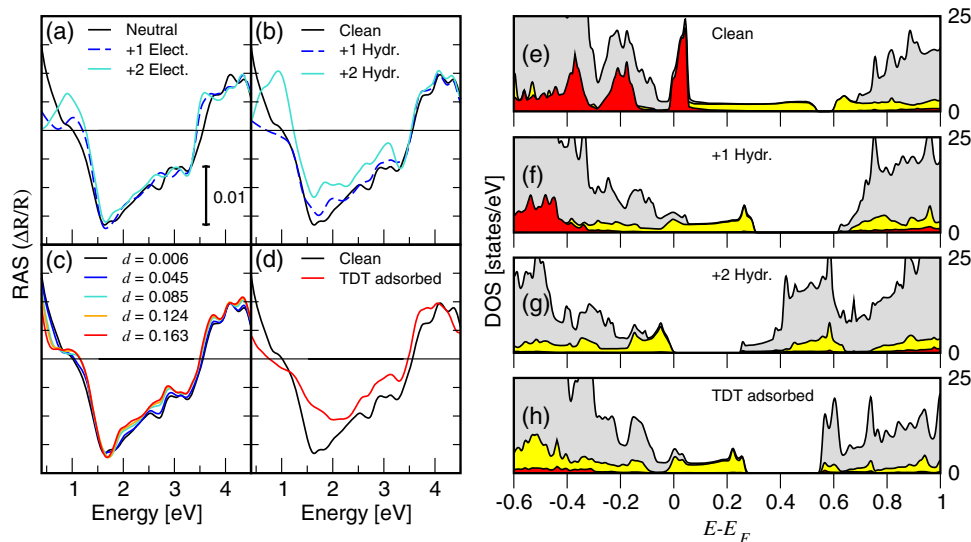 (a)
Neutral
+1 Elect.
+2 Elect.
(b)
Clean
+1 Hydr.
+2 Hydr.
0.01
RAS (ΔR/R)
(c)
d = 0.006
d = 0.045
d = 0.085
d = 0.124
d = 0.163
(d)
Clean
TDT adsorbed
1 2 3 4 1 2 3 4
Energy [eV] Energy [eV]
(e)
Clean
25
0
(f)
+1 Hydr.
25
0
DOS [states/eV]
(g)
+2 Hydr.
25
0
(h)
TDT adsorbed
25
0
-0.6 -0.4 -0.2 0 0.2 0.4 0.6 0.8 1
E-E_F